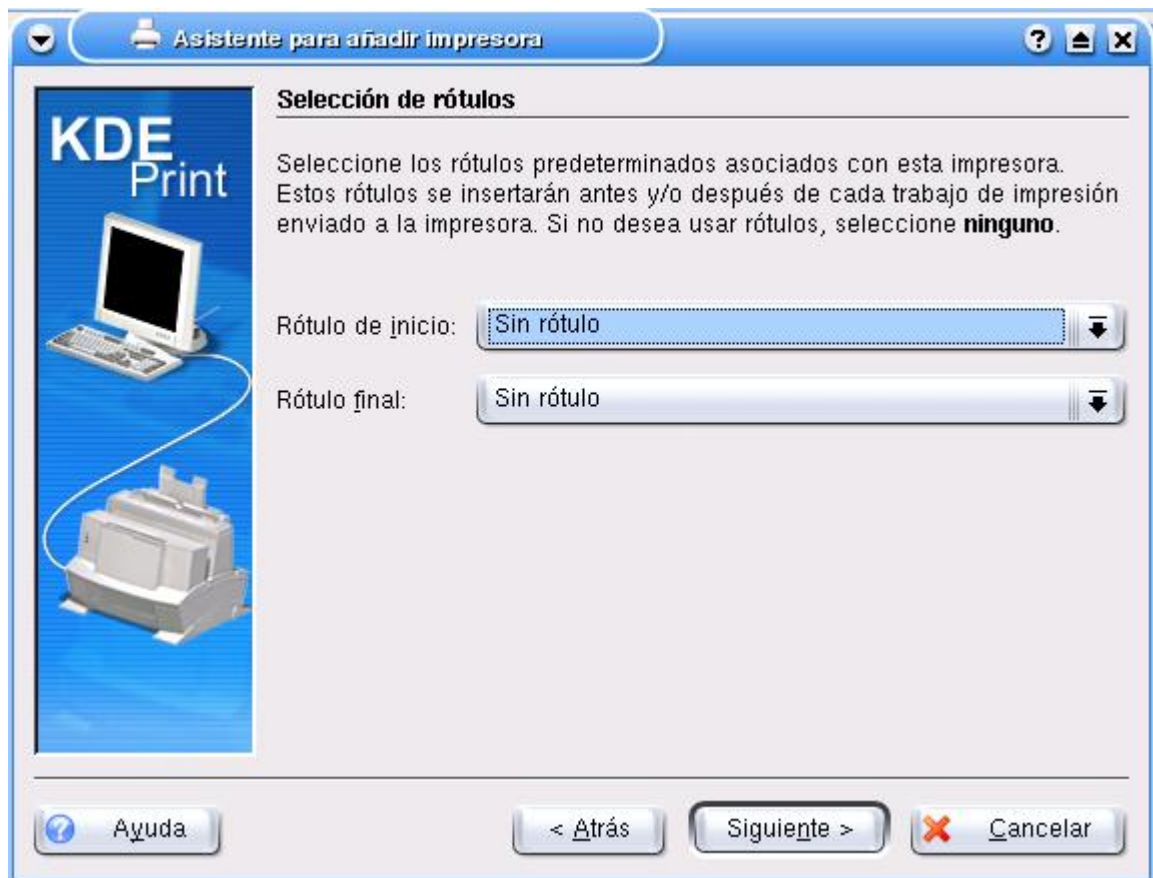 Asistente para añadir impresora
KDE
Print
Selección de rótulos
Seleccione los rótulos predeterminados asociados con esta impresora.
Estos rótulos se insertarán antes y/o después de cada trabajo de impresión
enviado a la impresora. Si no desea usar rótulos, seleccione ninguno.
Rótulo de inicio: Sin rótulo
Rótulo final: Sin rótulo
Ayuda < Atrás Siguiente > Cancelar